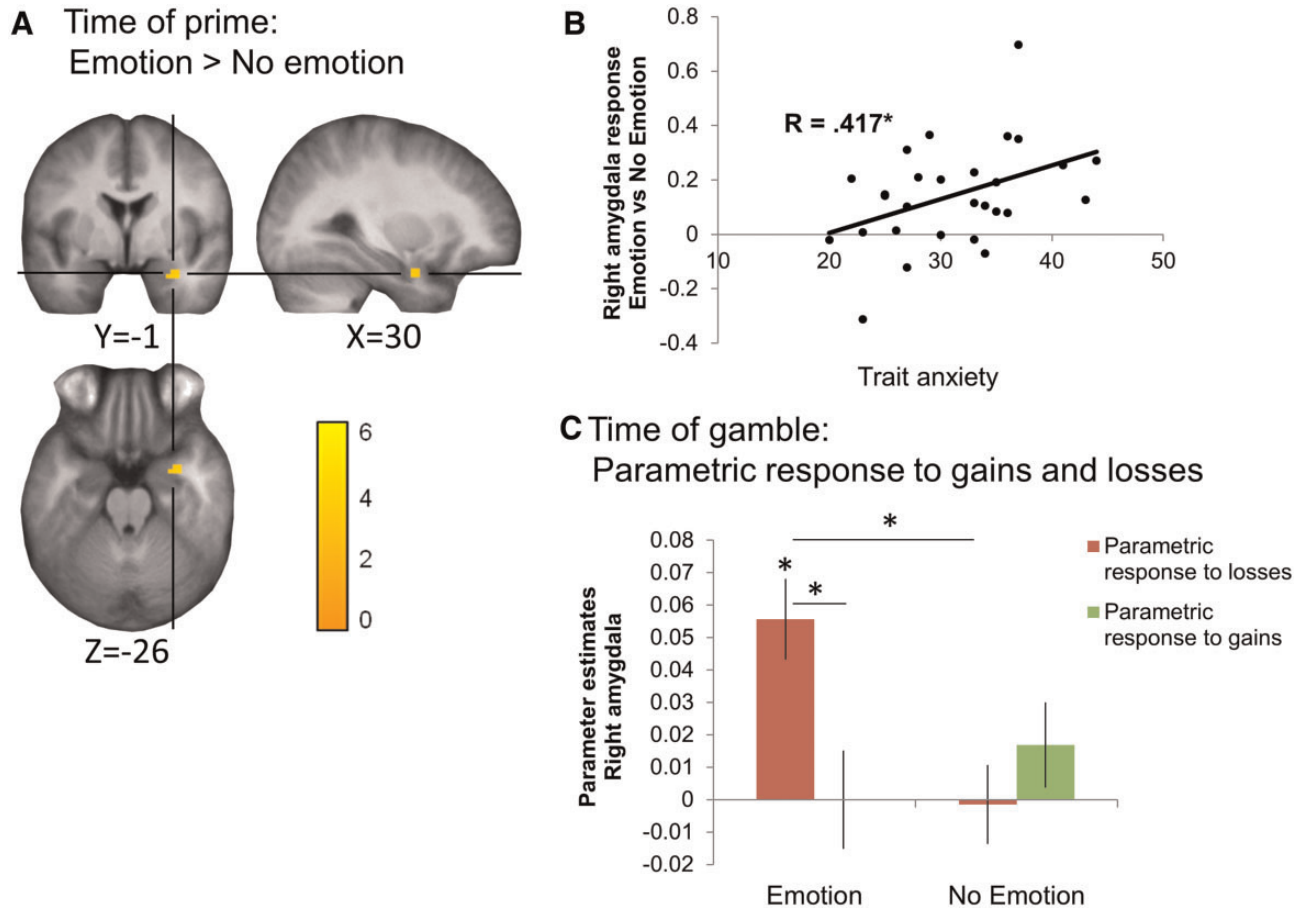 A Time of prime:
Emotion > No emotion
Y=-1
X=30
Z=-26
6
4
2
0
B
Right amygdala response
Emotion vs No Emotion
0.8
0.6
0.4
0.2
0
-0.2
-0.4
R = .417*
10
20
30
40
50
Trait anxiety
C Time of gamble:
Parametric response to gains and losses
Parameter estimates
Right amygdala
0.08
0.07
0.06
0.05
0.04
0.03
0.02
0.01
0
-0.01
-0.02
*
*
*
Emotion
No Emotion
Parametric
response to losses
Parametric
response to gains